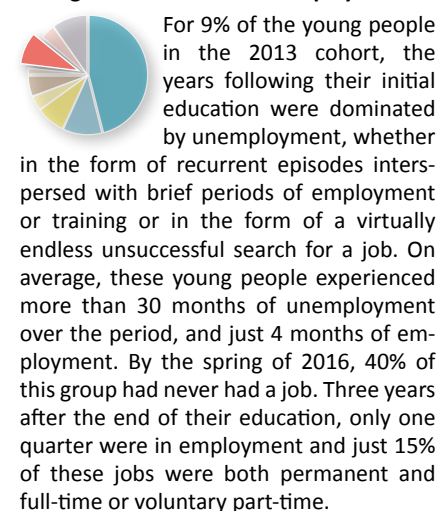 For 9% of the young people
in the 2013 cohort, the
years following their initial
education were dominated
by unemployment, whether
in the form of recurrent episodes inters-
persed with brief periods of employment
or training or in the form of a virtually
endless unsuccessful search for a job. On
average, these young people experienced
more than 30 months of unemployment
over the period, and just 4 months of em-
ployment. By the spring of 2016, 40% of
this group had never had a job. Three years
after the end of their education, only one
quarter were in employment and just 15%
of these jobs were both permanent and
full-time or voluntary part-time.